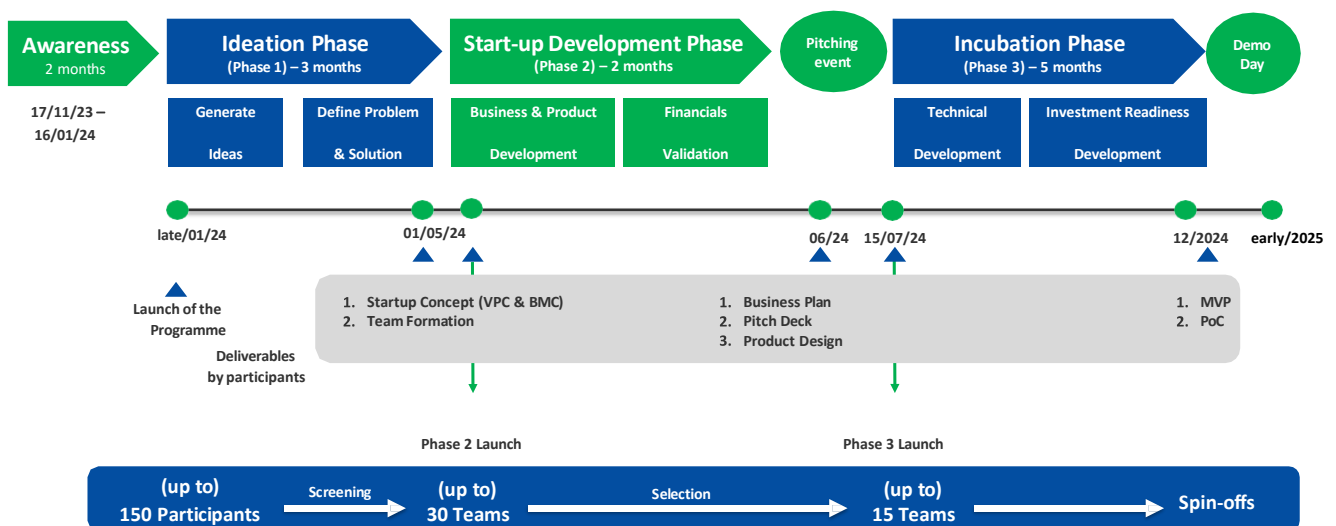 Awareness
2 months
Ideation Phase
(Phase 1) – 3 months
Start-up Development Phase
(Phase 2) – 2 months
Pitching
event
Incubation Phase
(Phase 3) – 5 months
Demo
Day
17/11/23 –
16/01/24
Generate
Ideas
Define Problem
& Solution
Business & Product
Development
Financials
Validation
Technical
Development
Investment Readiness
Development
late/01/24
01/05/24
06/24
15/07/24
12/2024
early/2025
Launch of the
Programme
Deliverables
by participants
1. Startup Concept (VPC & BMC)
2. Team Formation
1. Business Plan
2. Pitch Deck
3. Product Design
1. MVP
2. PoC
Phase 2 Launch
Phase 3 Launch
(up to)
150 Participants
Screening
(up to)
30 Teams
Selection
(up to)
15 Teams
Spin-offs